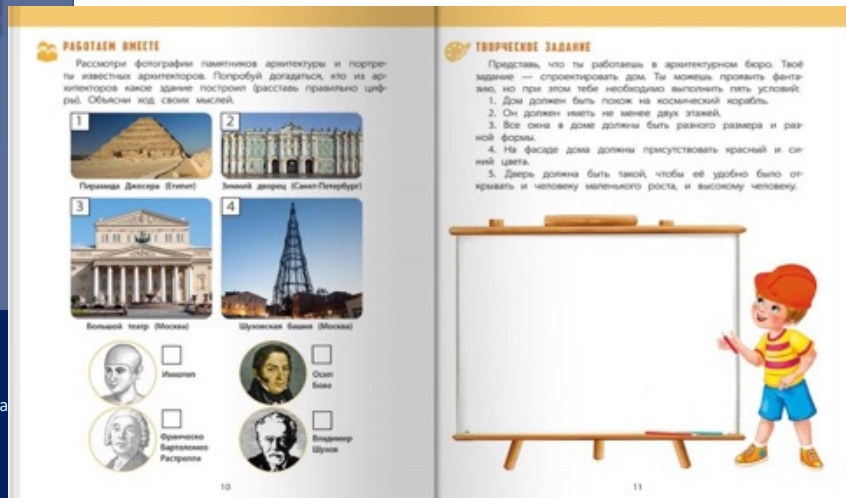 РАБОТАЕМ ВМЕСТЕ
Рассмотри фотографии памятников архитектуры и портре-
ты известных архитекторов. Попробуй догадаться, кто из ар-
хитекторов какое здание построил (расставь правильно циф-
ры). Объясни ход своих мыслей.
1
2
Пирамида Джосера (Египет)
Зимний дворец (Санкт-Петербург)
3
4
Большой театр (Москва)
Шуховская башня (Москва)
Имхотеп
Осип
Бове
Франческо
Бартоломео
Растрелли
Владимир
Шухов
10
ТВОРЧЕСКОЕ ЗАДАНИЕ
Представь, что ты работаешь в архитектурном бюро. Твоё
задание — спроектировать дом. Ты можешь проявить фанта-
зию, но при этом тебе необходимо выполнить пять условий:
1. Дом должен быть похож на космический корабль.
2. Он должен иметь не менее двух этажей.
3. Все окна в доме должны быть разного размера и раз-
ной формы.
4. На фасаде дома должны присутствовать красный и си-
ний цвета.
5. Дверь должна быть такой, чтобы её удобно было от-
крывать и человеку маленького роста, и высокому человеку.
11